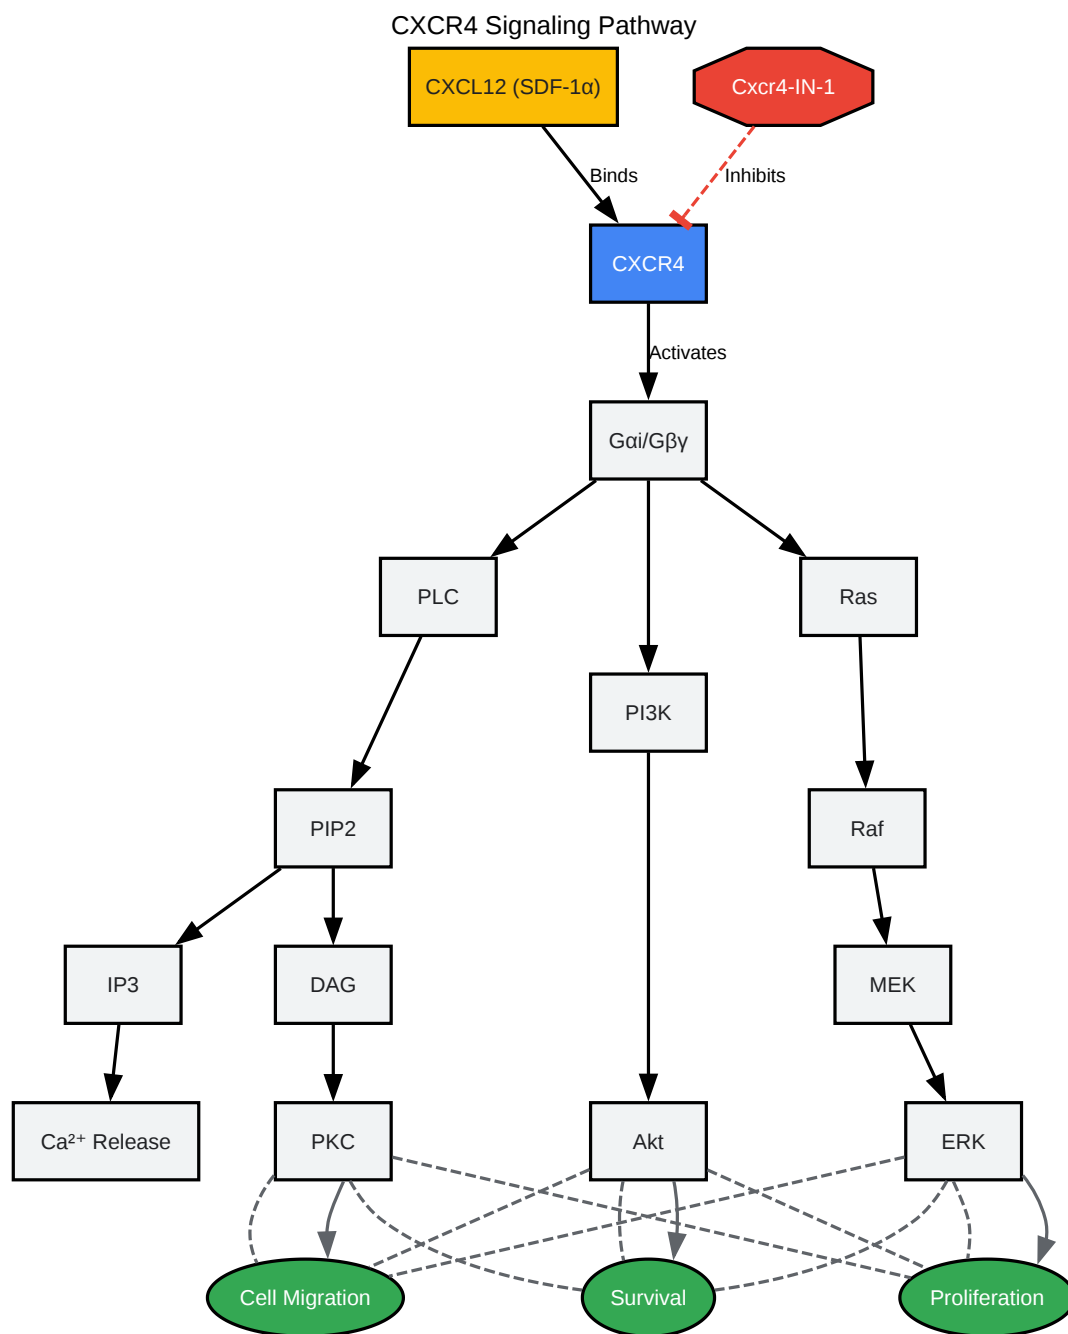 CXCR4 Signaling Pathway
CXCL12 (SDF-1α)
Cxcr4-IN-1
Binds
Inhibits
CXCR4
Activates
Gαi/Gβγ
PLC
Ras
PI3K
PIP2
Raf
IP3
DAG
MEK
Ca²⁺ Release
PKC
Akt
ERK
Cell Migration
Survival
Proliferation